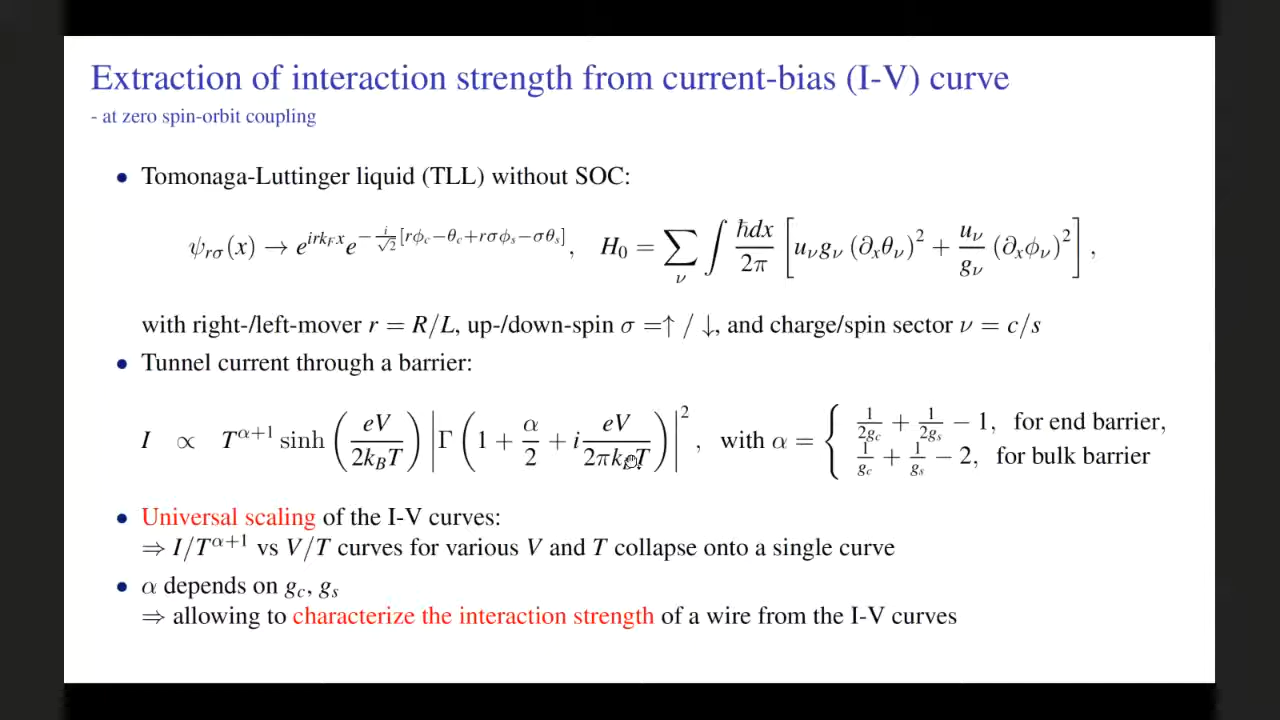 Extraction of interaction strength from current-bias (I-V) curve
- at zero spin-orbit coupling
• Tomonaga-Luttinger liquid (TLL) without SOC:
ψ_{rσ}(x) → e^{irk_F x} e^{-\frac{i}{√2}[rϕ_c−θ_c+rσϕ_s−σθ_s]}, H_0 = ∑_ν ∫ \frac{ħdx}{2π} [ u_ν g_ν (∂_x θ_ν)^2 + \frac{u_ν}{g_ν} (∂_x ϕ_ν)^2 ],
with right-/left-mover r = R/L, up-/down-spin σ =↑ / ↓, and charge/spin sector ν = c/s
• Tunnel current through a barrier:
I ∝ T^{α+1} sinh ( \frac{eV}{2k_B T} ) | Γ ( 1 + \frac{α}{2} + i \frac{eV}{2πk_B T} ) |^2, with α = { \frac{1}{2g_c} + \frac{1}{2g_s} − 1, for end barrier,
\frac{1}{g_c} + \frac{1}{g_s} − 2, for bulk barrier
• Universal scaling of the I-V curves:
⇒ I/T^{α+1} vs V/T curves for various V and T collapse onto a single curve
• α depends on g_c, g_s
⇒ allowing to characterize the interaction strength of a wire from the I-V curves